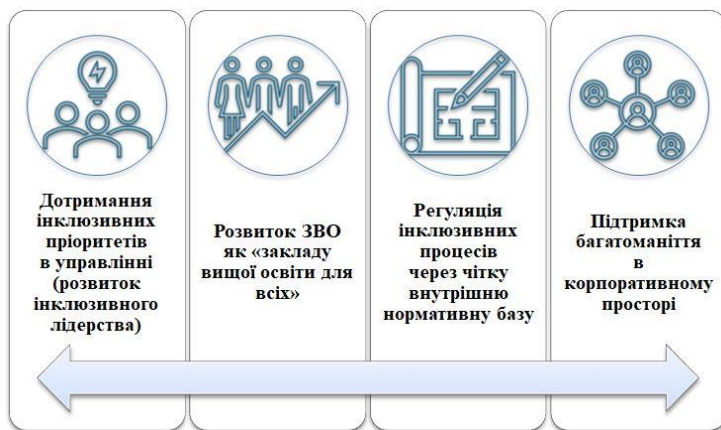 Дотримання
інклюзивних
пріоритетів
в управлінні
(розвиток
інклюзивного
лідерства)
Розвиток ЗВО
як «закладу
вищої освіти для
всіх»
Регуляція
інклюзивних
процесів
через чітку
внутрішню
нормативну базу
Підтримка
багатоманіття
в
корпоративному
просторі